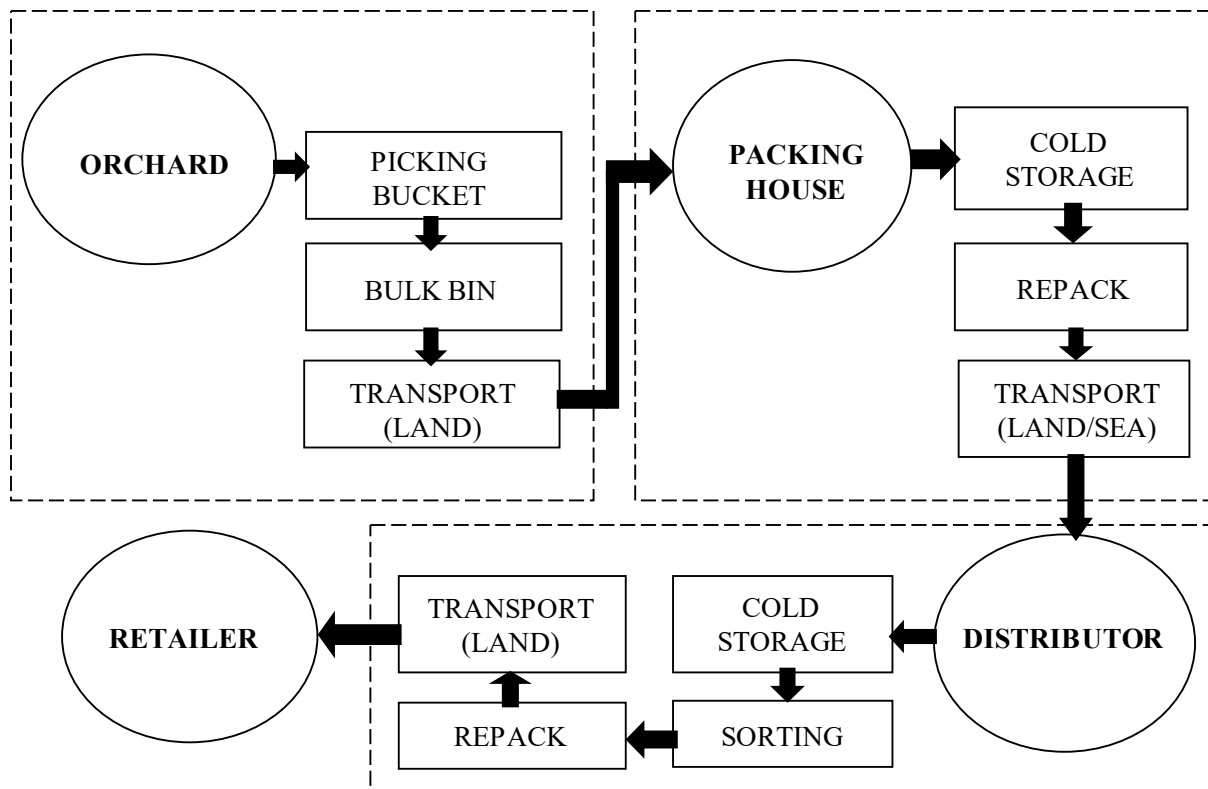 ORCHARD
PICKING
BUCKET
BULK BIN
TRANSPORT
(LAND)
PACKING
HOUSE
COLD
STORAGE
REPACK
TRANSPORT
(LAND/SEA)
DISTRIBUTOR
COLD
STORAGE
SORTING
REPACK
TRANSPORT
(LAND)
RETAILER